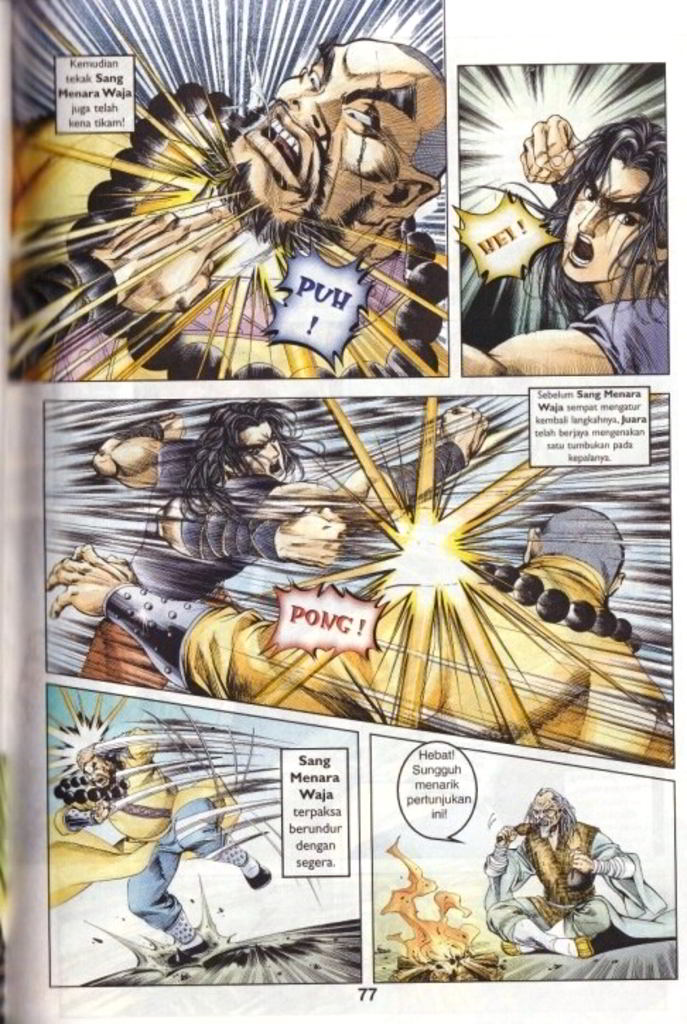 Kemudian
tekak Sang
Menara Waja
juga telah
kena tikam!
PUH
!
HEI!
Sebelum Sang Menara
Waja sempat mengatur
kembali langkahnya, Juara
telah berjaya mengenakan
satu tumbukan pada
kepalanya.
PONG!
Sang
Menara
Waja
terpaksa
berundur
dengan
segera.
Hebat!
Sungguh
menarik
pertunjukan
ini!
77